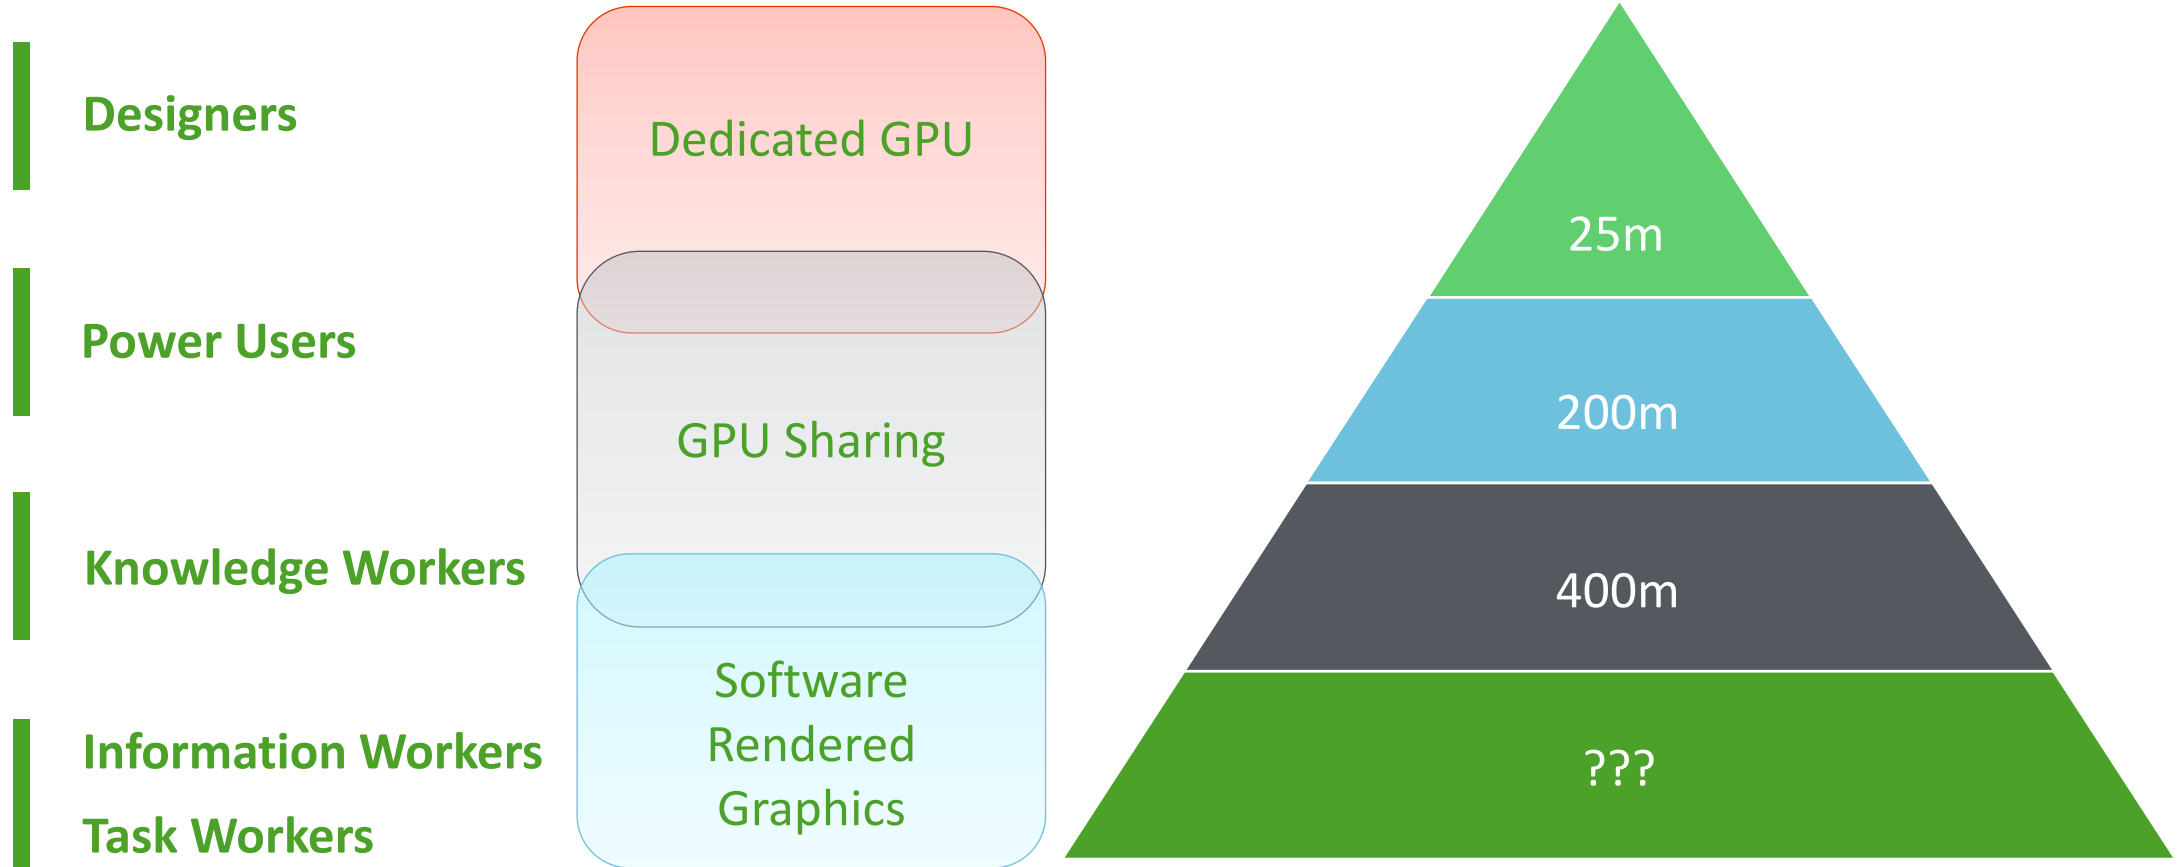 Designers
Power Users
Knowledge Workers
Information Workers
Task Workers
Dedicated GPU
GPU Sharing
Software
Rendered
Graphics
25m
200m
400m
???